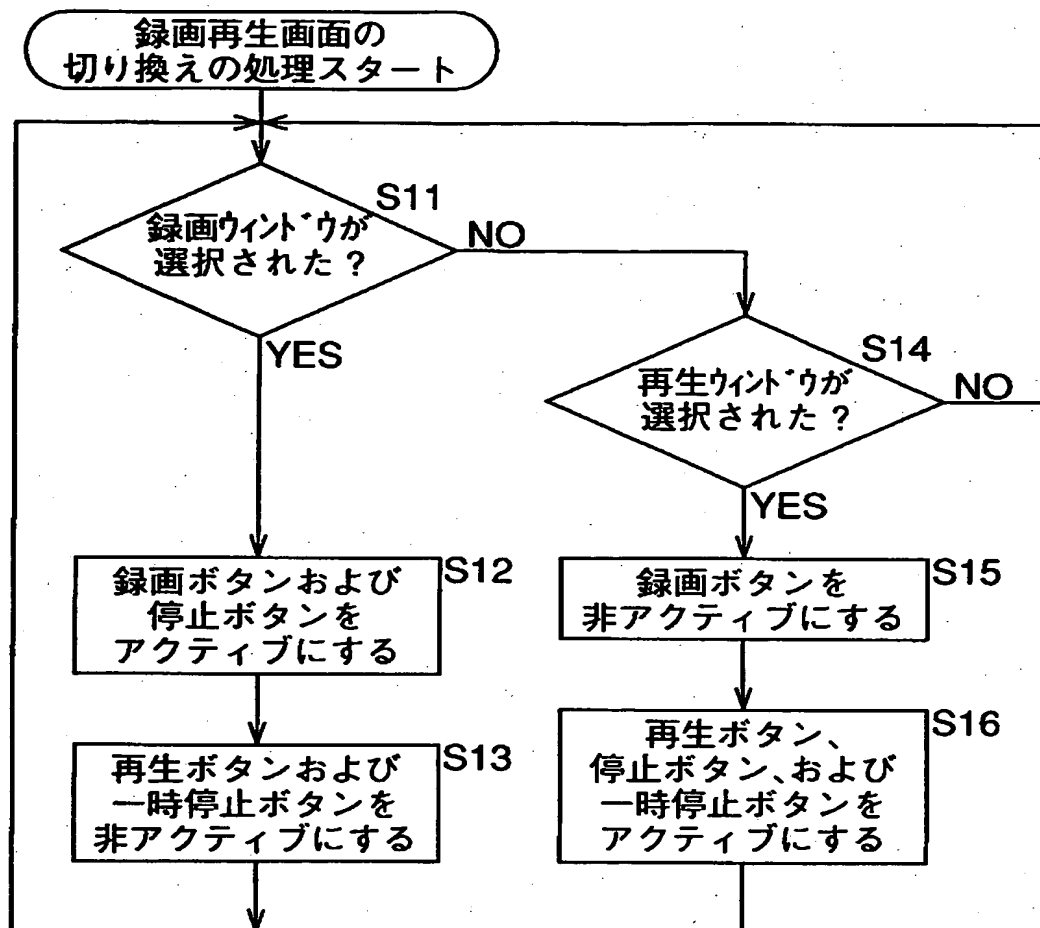 録画再生画面の
切り換えの処理スタート
S11
録画ｳｨﾝﾄﾞｳが
選択された?
NO
YES
S14
再生ｳｨﾝﾄﾞｳが
選択された?
NO
YES
S12
録画ボタンおよび
停止ボタンを
アクティブにする
S13
再生ボタンおよび
一時停止ボタンを
非アクティブにする
S15
録画ボタンを
非アクティブにする
S16
再生ボタン、
停止ボタン、および
一時停止ボタンを
アクティブにする